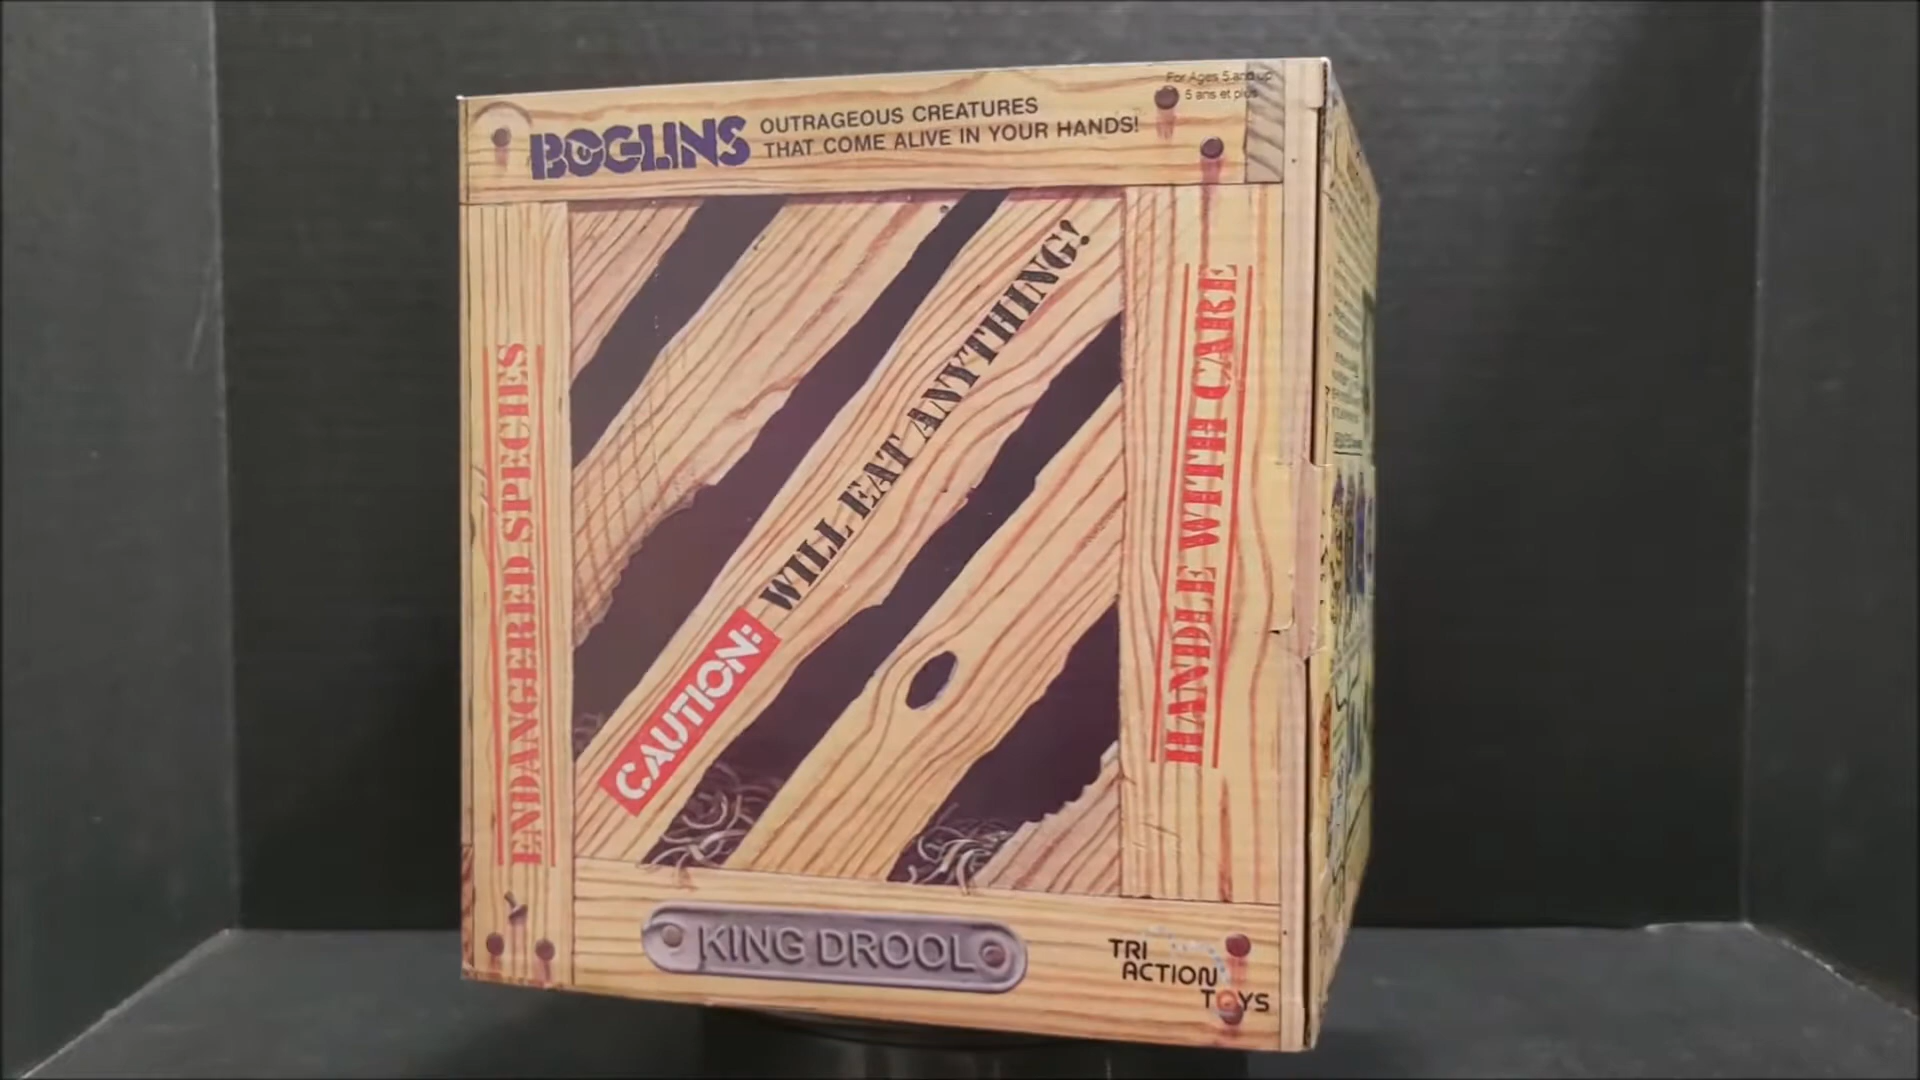 For Ages 5 and up
5 ans et plus
BOGLINS
OUTRAGEOUS CREATURES
THAT COME ALIVE IN YOUR HANDS!
ENDANGERED SPECIES
CAUTION: WILL EAT ANYTHING!
HANDLE WITH CARE
KING DROOL
TRI
ACTION
TOYS